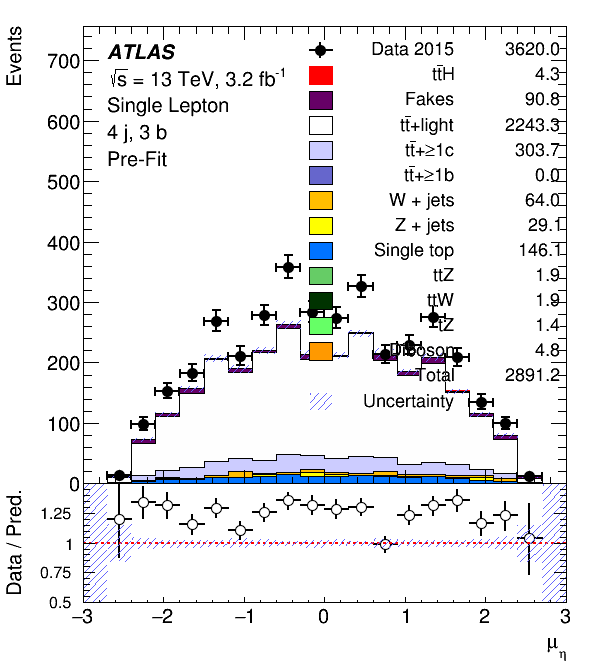 Events
700
600
500
400
300
200
100
0
ATLAS
√s = 13 TeV, 3.2 fb⁻¹
Single Lepton
4 j, 3 b
Pre-Fit
Data 2015 3620.0
tt̄H 4.3
Fakes 90.8
tt̄+light 2243.3
tt̄+≥1c 303.7
tt̄+≥1b 0.0
W + jets 64.0
Z + jets 29.1
Single top 146.1
ttZ 1.9
ttW 1.9
tZ 1.4
Diboson 4.8
Total 2891.2
Uncertainty
Data / Pred.
1.25
1
0.75
0.5
−3 −2 −1 0 1 2 3
μ_η